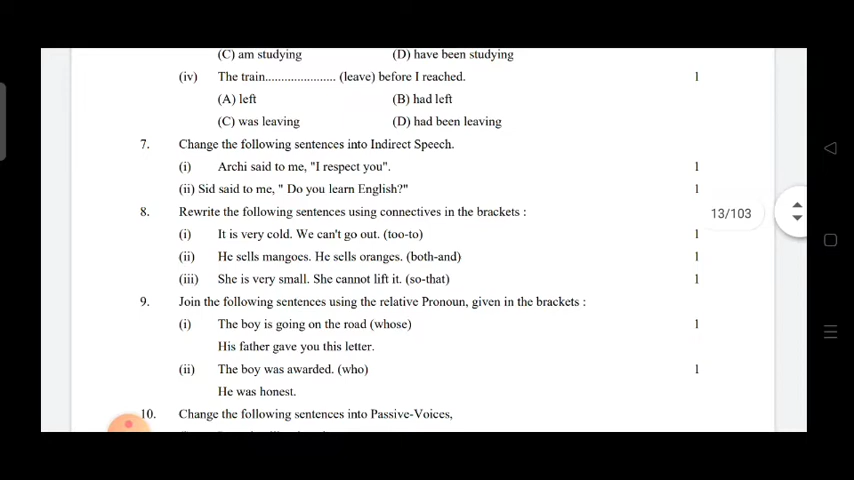 (C) am studying (D) have been studying
(iv) The train...................... (leave) before I reached. 1
(A) left (B) had left
(C) was leaving (D) had been leaving
7. Change the following sentences into Indirect Speech.
(i) Archi said to me, "I respect you". 1
(ii) Sid said to me, " Do you learn English?" 1
8. Rewrite the following sentences using connectives in the brackets :
13/103
(i) It is very cold. We can't go out. (too-to) 1
(ii) He sells mangoes. He sells oranges. (both-and) 1
(iii) She is very small. She cannot lift it. (so-that) 1
9. Join the following sentences using the relative Pronoun, given in the brackets :
(i) The boy is going on the road (whose) 1
His father gave you this letter.
(ii) The boy was awarded. (who) 1
He was honest.
10. Change the following sentences into Passive-Voices,